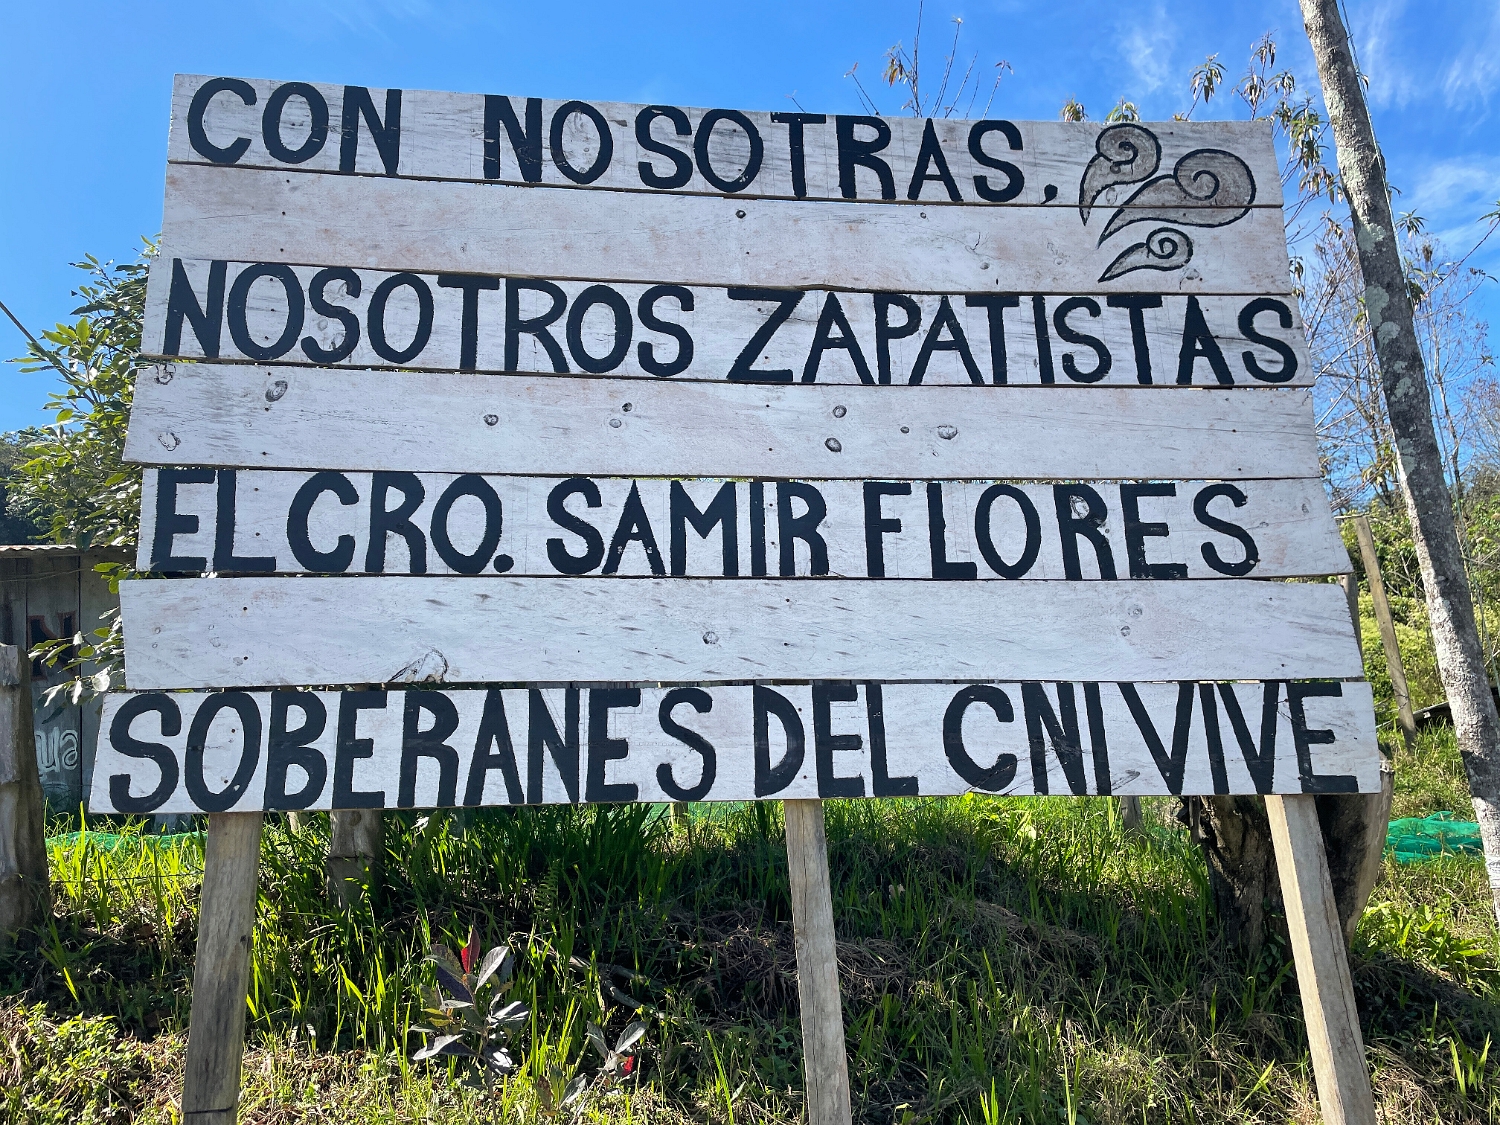 CON NOSOTRAS,
NOSOTROS ZAPATISTAS
EL CRO. SAMIR FLORES
SOBERANES DEL CNI VIVE